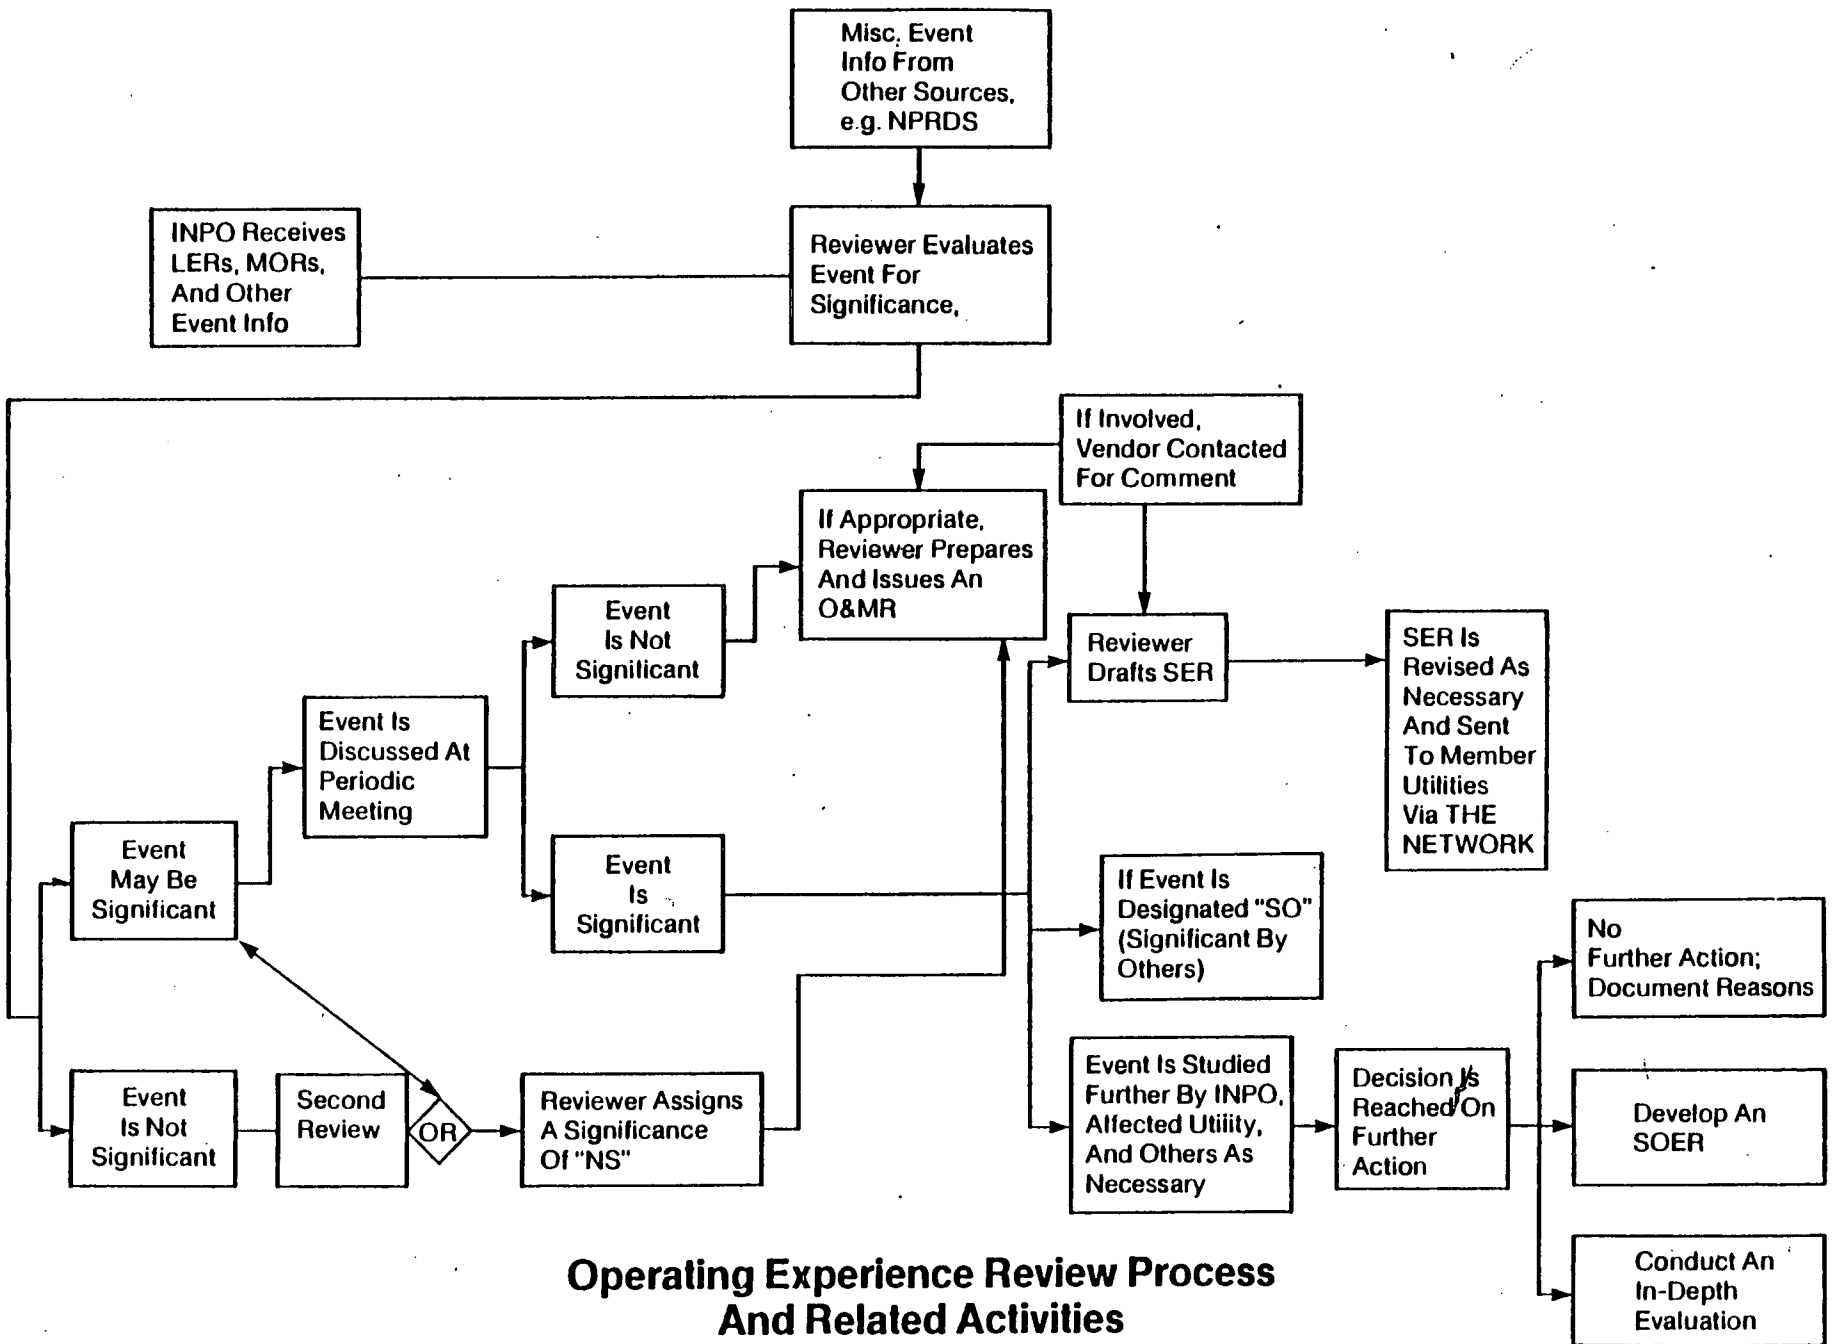 Misc. Event
Info From
Other Sources,
e.g. NPRDS
INPO Receives
LERs, MORs,
And Other
Event Info
Reviewer Evaluates
Event For
Significance,
If Involved,
Vendor Contacted
For Comment
If Appropriate,
Reviewer Prepares
And Issues An
O&MR
Event
Is Not
Significant
Reviewer
Drafts SER
SER Is
Revised As
Necessary
And Sent
To Member
Utilities
Via THE
NETWORK
Event Is
Discussed At
Periodic
Meeting
Event
May Be
Significant
Event
Is
Significant
If Event Is
Designated "SO"
(Significant By
Others)
No
Further Action;
Document Reasons
Event
Is Not
Significant
Second
Review
OR
Reviewer Assigns
A Significance
Of "NS"
Event Is Studied
Further By INPO,
Affected Utility,
And Others As
Necessary
Decision Is
Reached On
Further
Action
Develop An
SOER
Conduct An
In-Depth
Evaluation
Operating Experience Review Process
And Related Activities